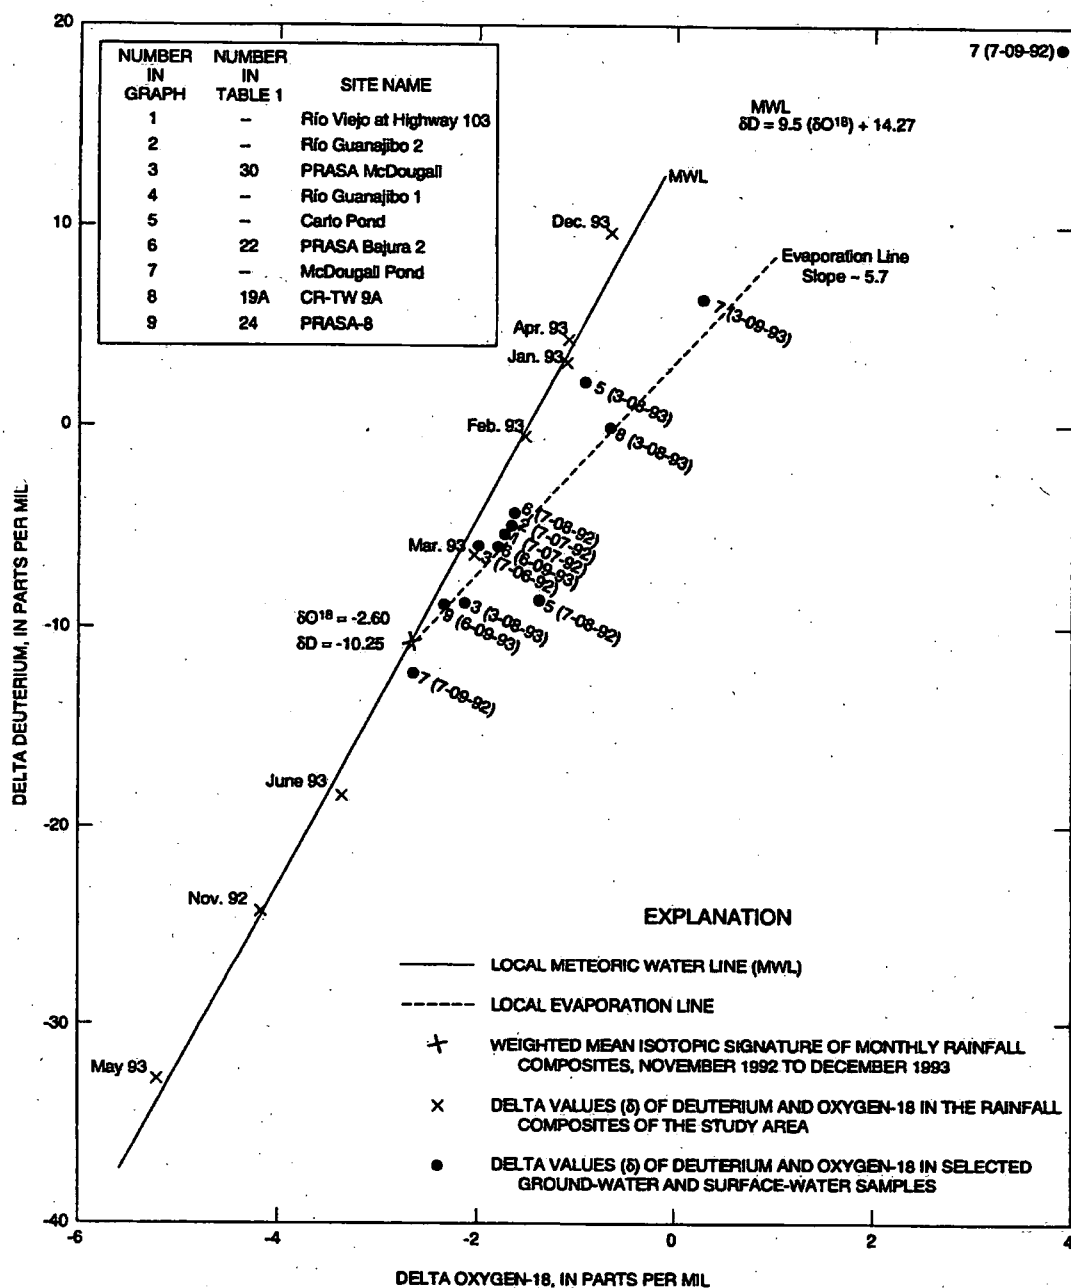 20
10
0
-10
-20
-30
-40
-6
-4
-2
0
2
4
DELTA DEUTERIUM, IN PARTS PER MIL
DELTA OXYGEN-18, IN PARTS PER MIL
NUMBER IN GRAPH NUMBER IN TABLE 1 SITE NAME
1 – Río Viejo at Highway 103
2 – Río Guanajibo 2
3 30 PRASA McDougall
4 – Río Guanajibo 1
5 – Carlo Pond
6 22 PRASA Bajura 2
7 – McDougall Pond
8 19A CR-TW 9A
9 24 PRASA-8
7 (7-09-92)
MWL
δD = 9.5 (δO18) + 14.27
MWL
Dec. 93
Evaporation Line
Slope ~ 5.7
7 (3-09-93)
Apr. 93
Jan. 93
5 (3-08-93)
Feb. 93
8 (3-08-93)
6 (7-08-92)
2 (7-07-92)
1 (7-07-92)
6 (6-09-93)
Mar. 93
3 (7-06-92)
5 (7-08-92)
3 (3-08-93)
9 (6-09-93)
δO18 = -2.60
δD = -10.25
7 (7-09-92)
June 93
Nov. 92
May 93
EXPLANATION
LOCAL METEORIC WATER LINE (MWL)
LOCAL EVAPORATION LINE
WEIGHTED MEAN ISOTOPIC SIGNATURE OF MONTHLY RAINFALL
COMPOSITES, NOVEMBER 1992 TO DECEMBER 1993
DELTA VALUES (δ) OF DEUTERIUM AND OXYGEN-18 IN THE RAINFALL
COMPOSITES OF THE STUDY AREA
DELTA VALUES (δ) OF DEUTERIUM AND OXYGEN-18 IN SELECTED
GROUND-WATER AND SURFACE-WATER SAMPLES